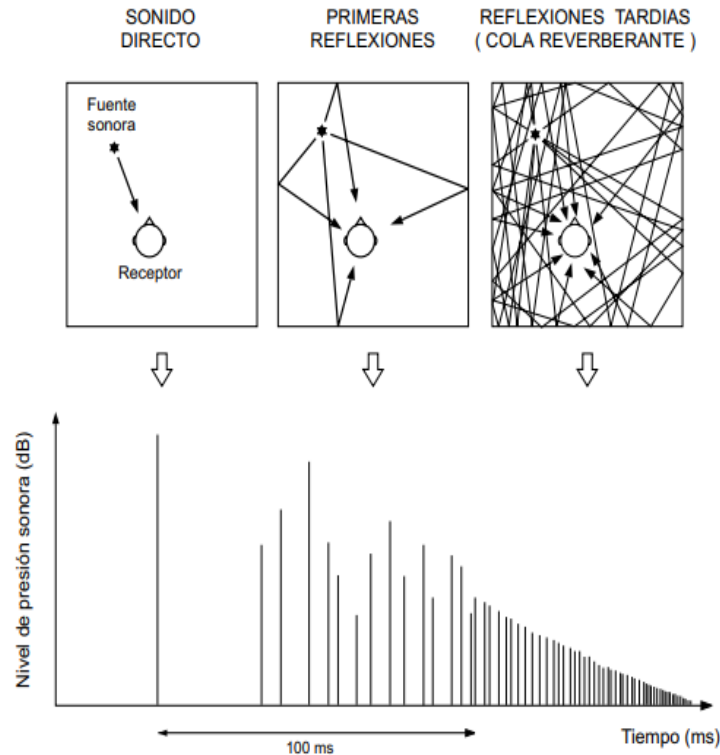 SONIDO
DIRECTO
PRIMERAS
REFLEXIONES
REFLEXIONES TARDIAS
( COLA REVERBERANTE )
Fuente
sonora
Receptor
Nivel de presión sonora (dB)
100 ms
Tiempo (ms)